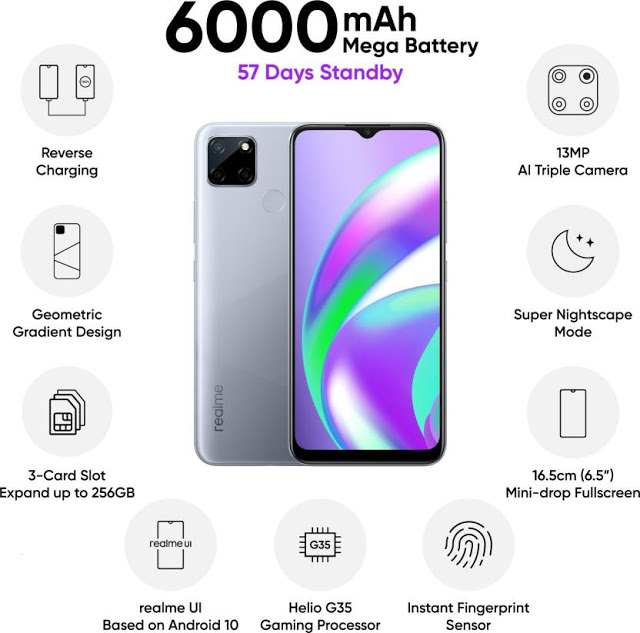 6000 mAh
Mega Battery
57 Days Standby
Reverse
Charging
13MP
AI Triple Camera
Geometric
Gradient Design
Super Nightscape
Mode
realme
3-Card Slot
Expand up to 256GB
16.5cm (6.5”)
Mini-drop Fullscreen
realme UI
realme UI
Based on Android 10
G35
Helio G35
Gaming Processor
Instant Fingerprint
Sensor